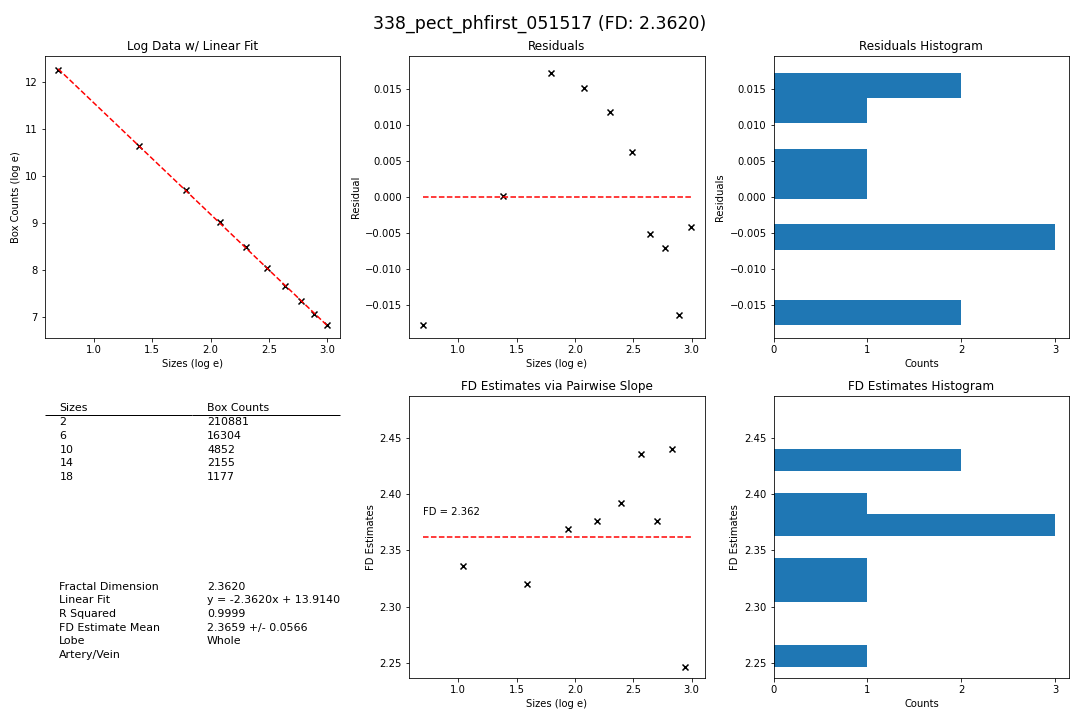 338_pect_phfirst_051517 (FD: 2.3620)
Log Data w/ Linear Fit
Box Counts (log e)
12
11
10
9
8
7
1.0 1.5 2.0 2.5 3.0
Sizes (log e)
Residuals
Residual
0.015
0.010
0.005
0.000
−0.005
−0.010
−0.015
1.0 1.5 2.0 2.5 3.0
Sizes (log e)
Residuals Histogram
Residuals
0.015
0.010
0.005
0.000
−0.005
−0.010
−0.015
0 1 2 3
Counts
Sizes Box Counts
2 210881
6 16304
10 4852
14 2155
18 1177
Fractal Dimension 2.3620
Linear Fit y = -2.3620x + 13.9140
R Squared 0.9999
FD Estimate Mean 2.3659 +/- 0.0566
Lobe Whole
Artery/Vein
FD Estimates via Pairwise Slope
FD Estimates
2.45
2.40
2.35
2.30
2.25
FD = 2.362
1.0 1.5 2.0 2.5 3.0
Sizes (log e)
FD Estimates Histogram
FD Estimates
2.45
2.40
2.35
2.30
2.25
0 1 2 3
Counts